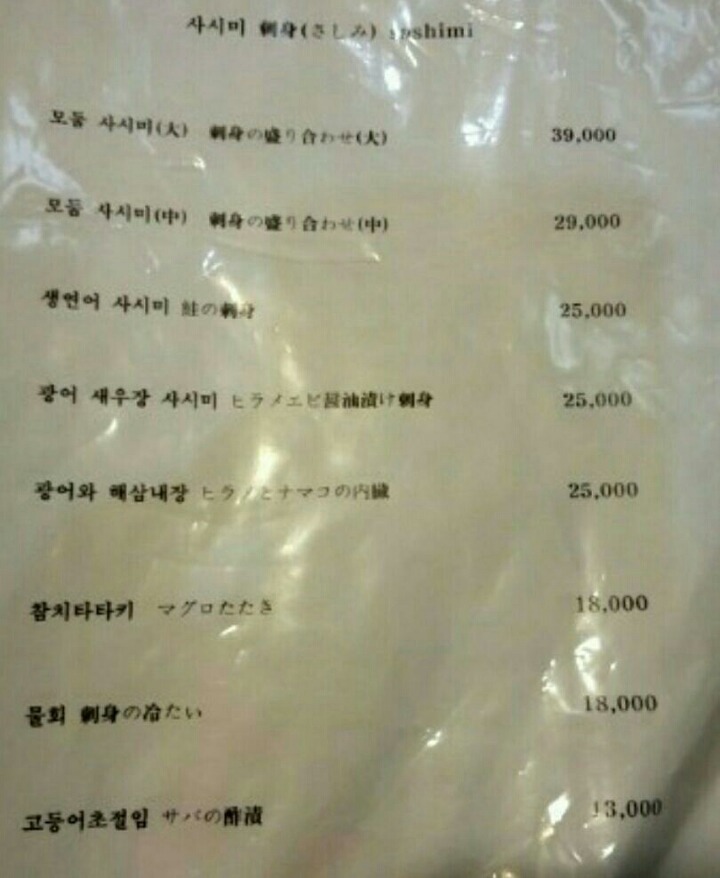 사시미 刺身(さしみ) sashimi
모둠 사시미(大) 刺身の盛り合わせ(大) 39,000
모둠 사시미(中) 刺身の盛り合わせ(中) 29,000
생연어 사시미 鮭の刺身 25,000
광어 새우장 사시미 ヒラメエビ醤油漬け刺身 25,000
광어와 해삼내장 ヒラメとナマコの内臓 25,000
참치타타키 マグロたたき 18,000
물회 刺身の冷たい 18,000
고등어초절임 サバの酢漬 13,000